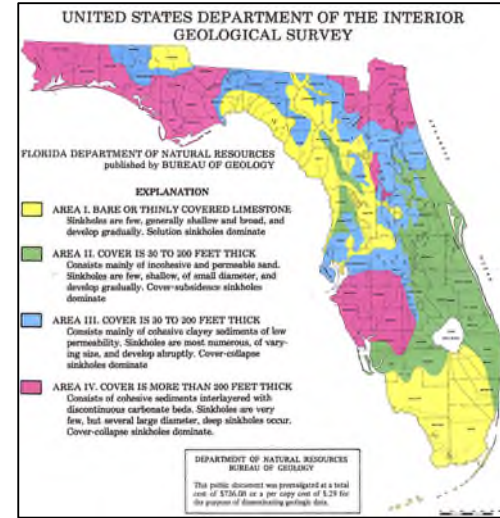 UNITED STATES DEPARTMENT OF THE INTERIOR
GEOLOGICAL SURVEY
FLORIDA DEPARTMENT OF NATURAL RESOURCES
published by BUREAU OF GEOLOGY
EXPLANATION
AREA I. BARE OR THINLY COVERED LIMESTONE
Sinkholes are few, generally shallow and broad, and
develop gradually. Solution sinkholes dominate
AREA II. COVER IS 30 TO 200 FEET THICK
Consists mainly of incohesive and permeable sand.
Sinkholes are few, shallow, of small diameter, and
develop gradually. Cover-subsidence sinkholes
dominate
AREA III. COVER IS 30 TO 200 FEET THICK
Consists mainly of cohesive clayey sediments of low
permeability. Sinkholes are most numerous, of vary-
ing size, and develop abruptly. Cover-collapse
sinkholes dominate
AREA IV. COVER IS MORE THAN 200 FEET THICK
Consists of cohesive sediments interlayered with
discontinuous carbonate beds. Sinkholes are very
few, but several large diameter, deep sinkholes occur.
Cover-collapse sinkholes dominate.
DEPARTMENT OF NATURAL RESOURCES
BUREAU OF GEOLOGY
This public document was promulgated at a total
cost of $726.08 or a per copy cost of $.29 for
the purpose of disseminating geologic data.